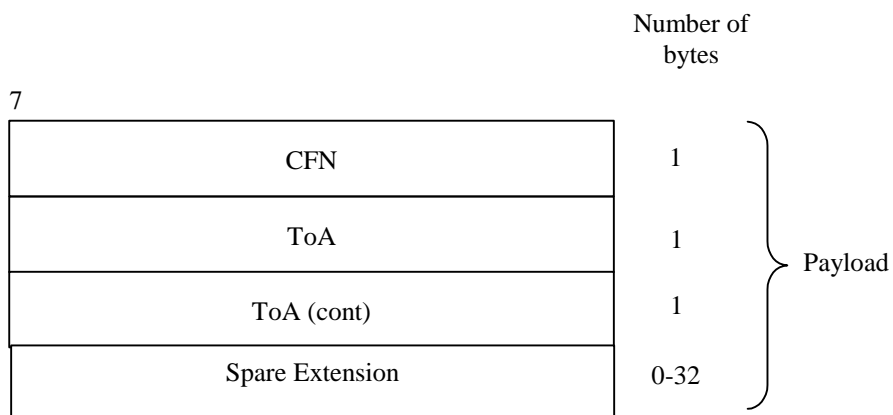 Number of
bytes
7
CFN
1
ToA
1
Payload
ToA (cont)
1
Spare Extension
0-32